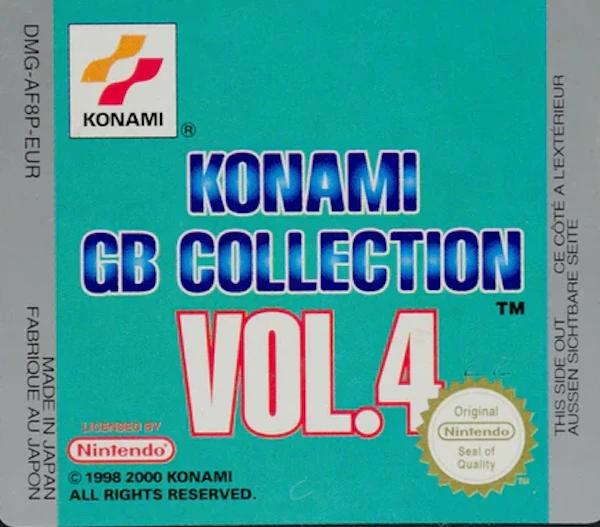 DMG-AF8P-EUR
KONAMI
®
KONAMI
GB COLLECTION
TM
VOL.4
LICENSED BY
Nintendo
© 1998 2000 KONAMI
ALL RIGHTS RESERVED.
Original
Nintendo
Seal of
Quality
TM
MADE IN JAPAN
FABRIQUE AU JAPON
THIS SIDE OUT CE CÔTÉ A L'EXTÉRIEUR
AUSSEN SICHTBARE SEITE